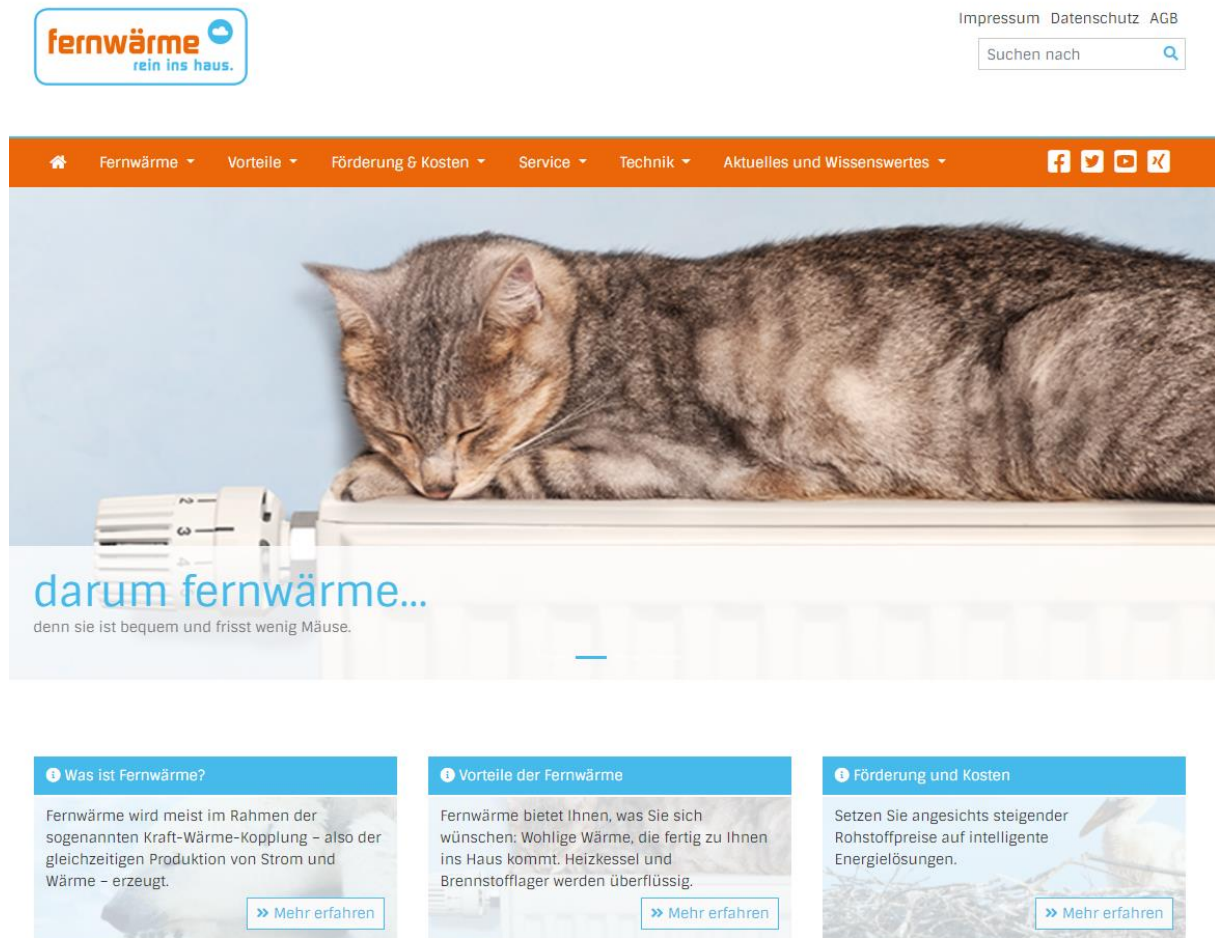 fernwärme
rein ins haus.
Impressum Datenschutz AGB
Suchen nach
Fernwärme Vorteile Förderung & Kosten Service Technik Aktuelles und Wissenswertes
2
3
4
darum fernwärme...
denn sie ist bequem und frisst wenig Mäuse.
Was ist Fernwärme?
Fernwärme wird meist im Rahmen der
sogenannten Kraft-Wärme-Kopplung – also der
gleichzeitigen Produktion von Strom und
Wärme – erzeugt.
» Mehr erfahren
Vorteile der Fernwärme
Fernwärme bietet Ihnen, was Sie sich
wünschen: Wohlige Wärme, die fertig zu Ihnen
ins Haus kommt. Heizkessel und
Brennstofflager werden überflüssig.
» Mehr erfahren
Förderung und Kosten
Setzen Sie angesichts steigender
Rohstoffpreise auf intelligente
Energielösungen.
» Mehr erfahren